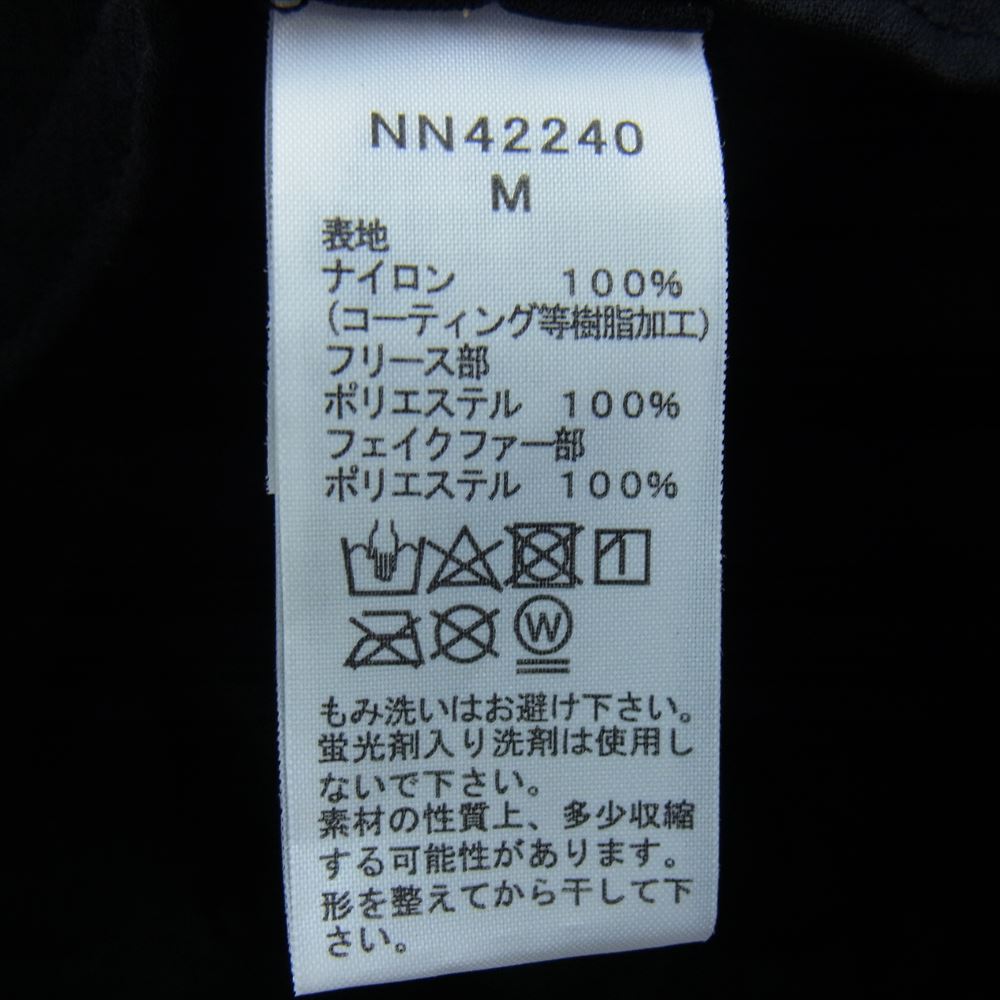 NN42240
M
表地
ナイロン 100%
(コーティング等樹脂加工)
フリース部
ポリエステル 100%
フェイクファー部
ポリエステル 100%
W
もみ洗いはお避け下さい。
蛍光剤入り洗剤は使用し
ないで下さい。
素材の性質上、多少収縮
する可能性があります。
形を整えてから干して下
さい。